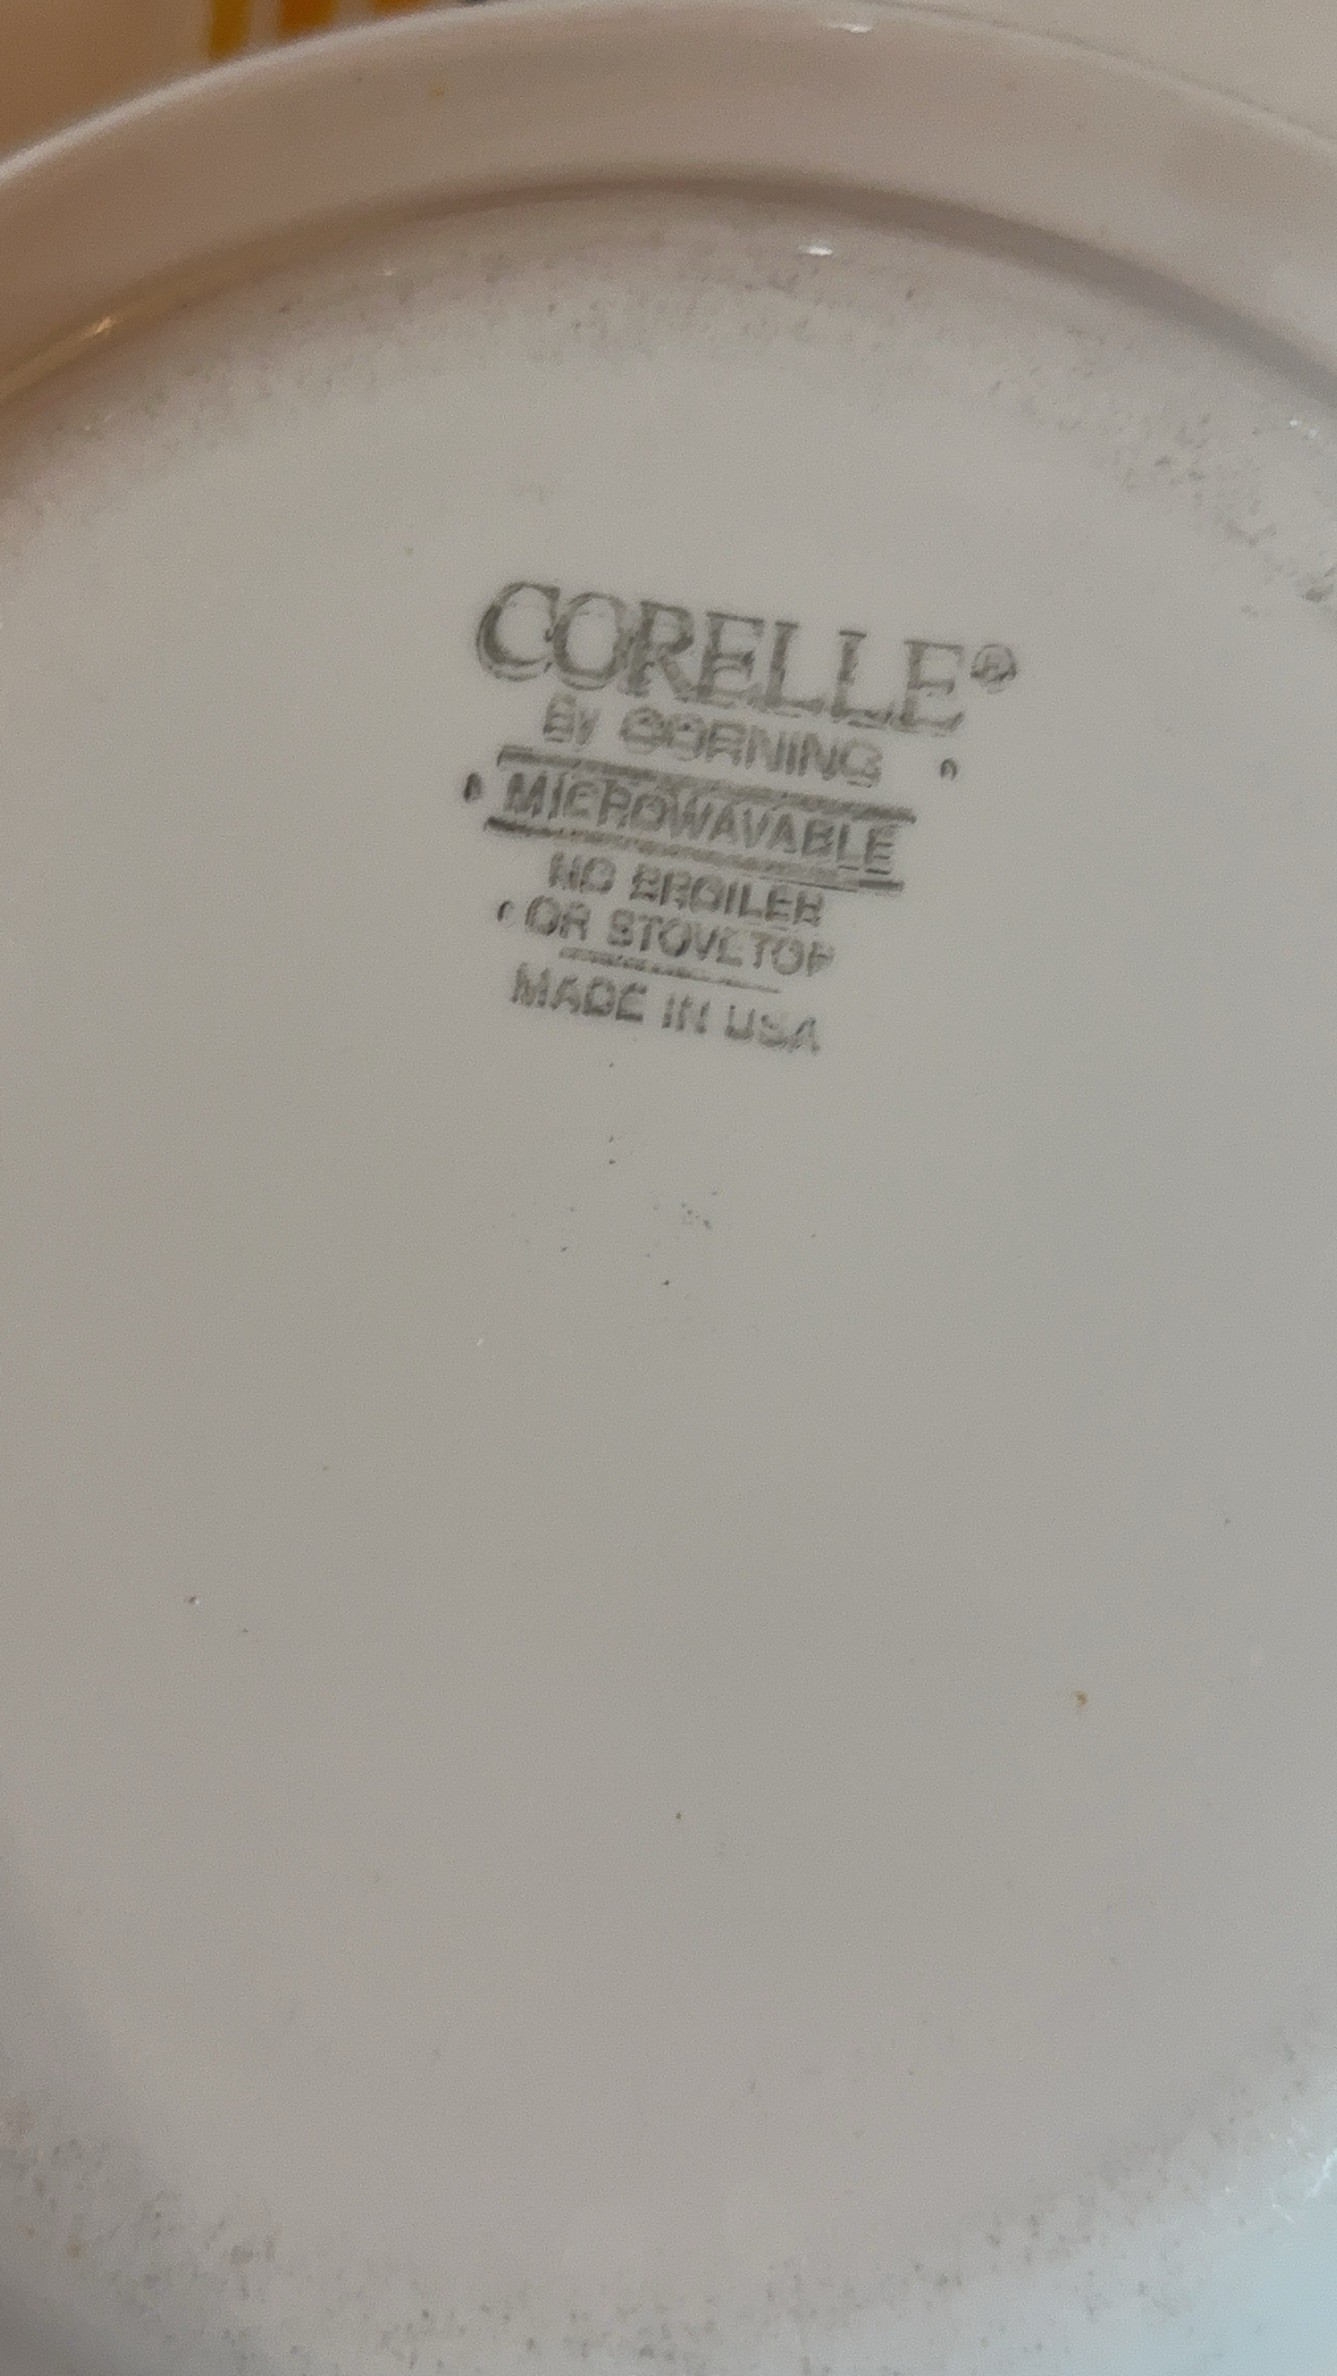 CORELLE®
BY CORNING
MICROWAVABLE
NO BROILER
OR STOVETOP
MADE IN USA